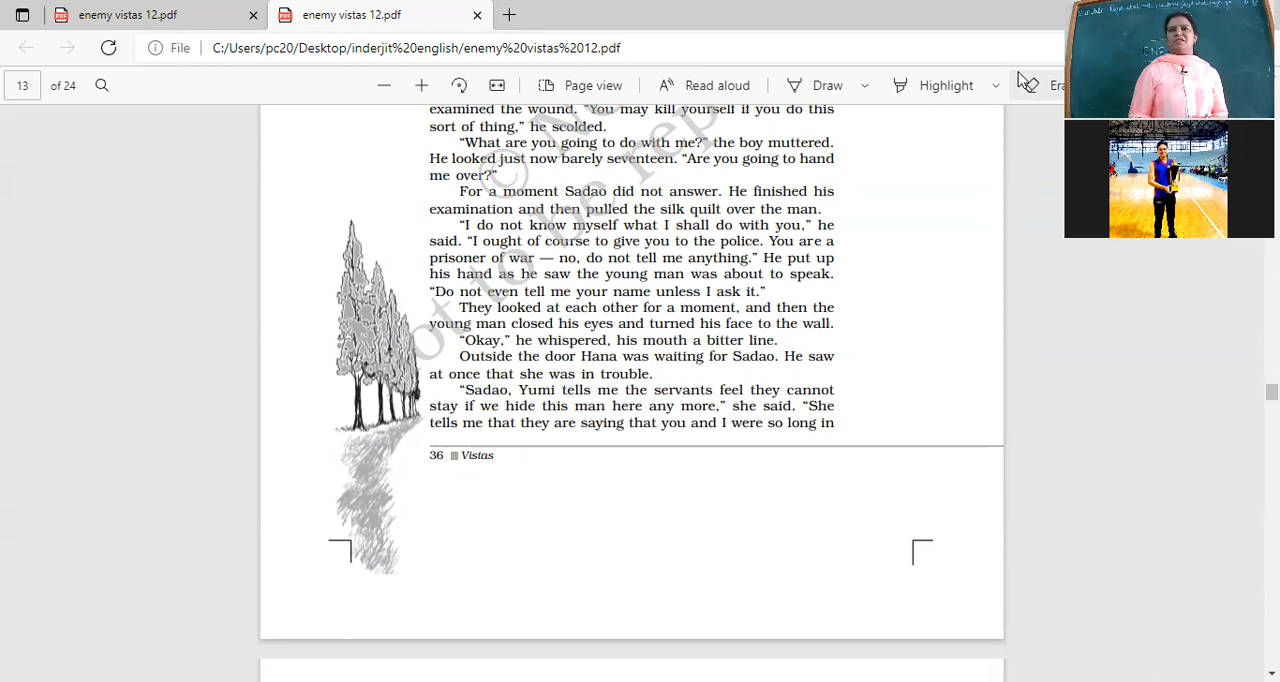 enemy vistas 12.pdf
enemy vistas 12.pdf
File C:/Users/pc20/Desktop/inderjit%20english/enemy%20vistas%2012.pdf
13 of 24 Page view Read aloud Draw Highlight Era
examined the wound. “You may kill yourself if you do this
sort of thing,” he scolded.
“What are you going to do with me?” the boy muttered.
He looked just now barely seventeen. “Are you going to hand
me over?”
For a moment Sadao did not answer. He finished his
examination and then pulled the silk quilt over the man.
“I do not know myself what I shall do with you,” he
said. “I ought of course to give you to the police. You are a
prisoner of war — no, do not tell me anything.” He put up
his hand as he saw the young man was about to speak.
“Do not even tell me your name unless I ask it.”
They looked at each other for a moment, and then the
young man closed his eyes and turned his face to the wall.
“Okay,” he whispered, his mouth a bitter line.
Outside the door Hana was waiting for Sadao. He saw
at once that she was in trouble.
“Sadao, Yumi tells me the servants feel they cannot
stay if we hide this man here any more,” she said. “She
tells me that they are saying that you and I were so long in
36 Vistas
© Ne
ot to be rep